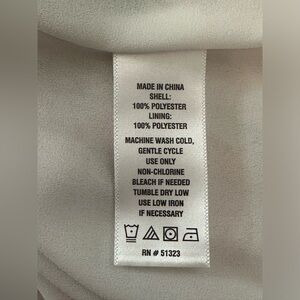 MADE IN CHINA
SHELL:
100% POLYESTER
LINING:
100% POLYESTER
MACHINE WASH COLD,
GENTLE CYCLE
USE ONLY
NON-CHLORINE
BLEACH IF NEEDED
TUMBLE DRY LOW
USE LOW IRON
IF NECESSARY
RN # 51323